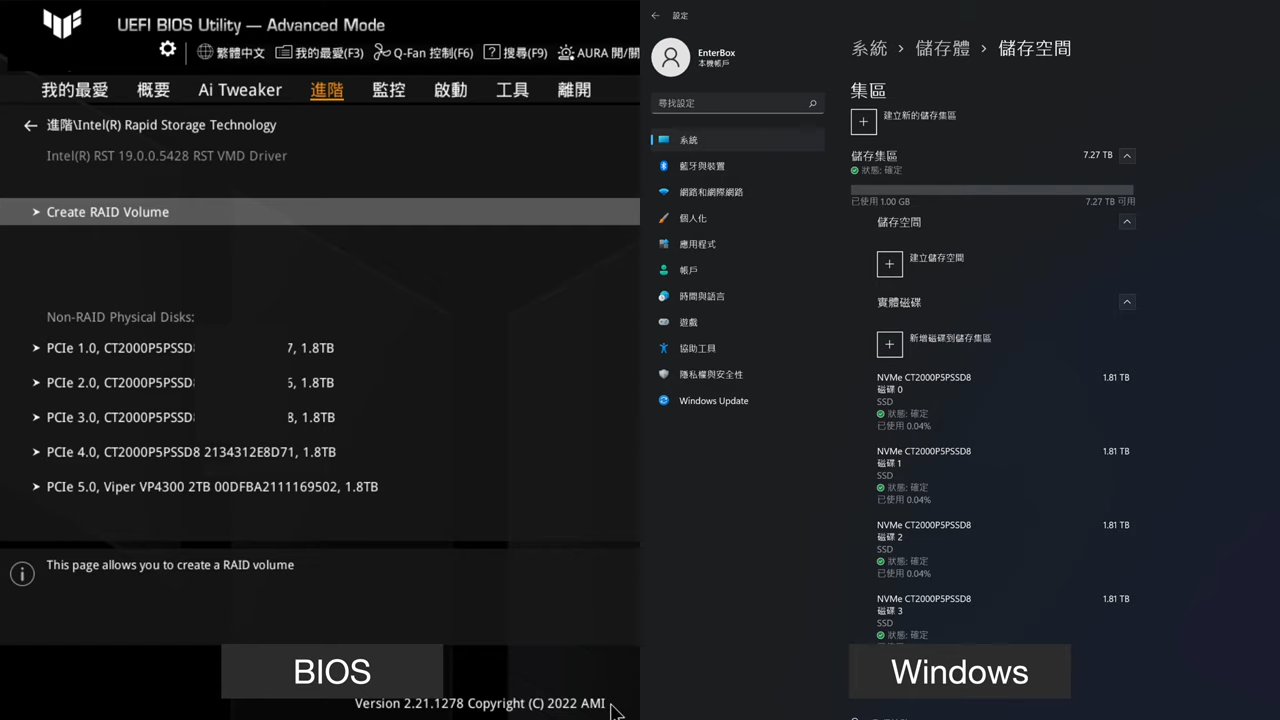 UEFI BIOS Utility — Advanced Mode
繁體中文
我的最愛(F3)
Q-Fan 控制(F6)
? 搜尋(F9)
AURA 開/關
我的最愛
概要
Ai Tweaker
進階
監控
啟動
工具
離開
進階\Intel(R) Rapid Storage Technology
Intel(R) RST 19.0.0.5428 RST VMD Driver
Create RAID Volume
Non-RAID Physical Disks:
PCIe 1.0, CT2000P5PSSD 7, 1.8TB
PCIe 2.0, CT2000P5PSSD 1.8TB
PCIe 3.0, CT2000P5PSSD 8, 1.8TB
PCIe 4.0, CT2000P5PSSD8 2134312E8D71, 1.8TB
PCIe 5.0, Viper VP4300 2TB 00DFBA2111169502, 1.8TB
This page allows you to create a RAID volume
BIOS
Version 2.21.1278 Copyright (C) 2022 AMI
設定
EnterBox
本機帳戶
尋找設定
系統
藍牙與裝置
網路和網際網路
個人化
應用程式
帳戶
時間與語言
遊戲
協助工具
隱私權與安全性
Windows Update
系統 > 儲存體 > 儲存空間
集區
建立新的儲存集區
儲存集區
7.27 TB
狀態: 確定
已使用 1.00 GB
7.27 TB 可用
儲存空間
建立儲存空間
實體磁碟
新增磁碟到儲存集區
NVMe CT2000P5PSSD8
1.81 TB
磁碟 0
SSD
狀態: 確定
已使用 0.04%
NVMe CT2000P5PSSD8
1.81 TB
磁碟 1
SSD
狀態: 確定
已使用 0.04%
NVMe CT2000P5PSSD8
1.81 TB
磁碟 2
SSD
狀態: 確定
已使用 0.04%
NVMe CT2000P5PSSD8
1.81 TB
磁碟 3
SSD
狀態: 確定
Windows